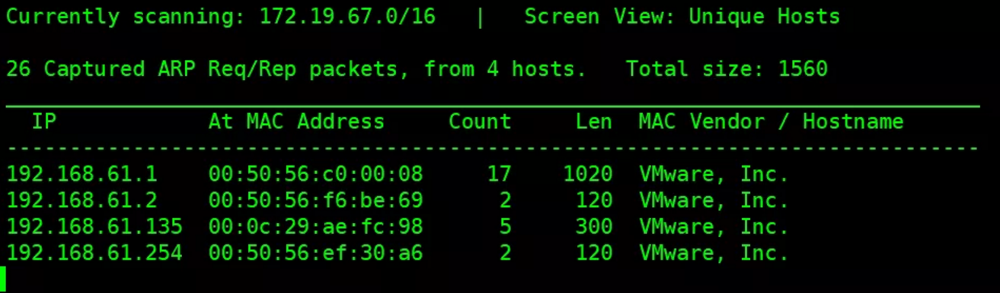 Currently scanning: 172.19.67.0/16   |   Screen View: Unique Hosts
26 Captured ARP Req/Rep packets, from 4 hosts.   Total size: 1560
_____________________________________________________________________________
  IP            At MAC Address     Count     Len  MAC Vendor / Hostname
-----------------------------------------------------------------------------
192.168.61.1    00:50:56:c0:00:08     17    1020  VMware, Inc.
192.168.61.2    00:50:56:f6:be:69      2     120  VMware, Inc.
192.168.61.135  00:0c:29:ae:fc:98      5     300  VMware, Inc.
192.168.61.254  00:50:56:ef:30:a6      2     120  VMware, Inc.